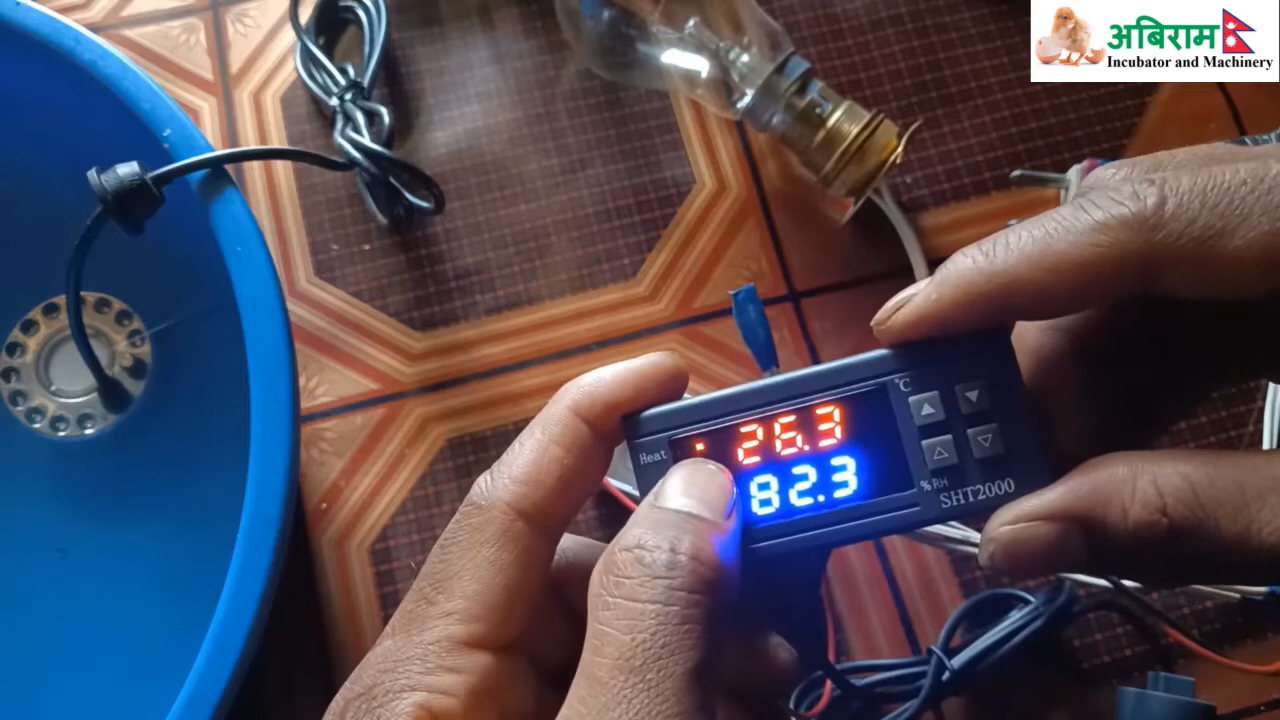 अबिराम
Incubator and Machinery
°C
Heat
26.3
82.3
%RH
SHT2000